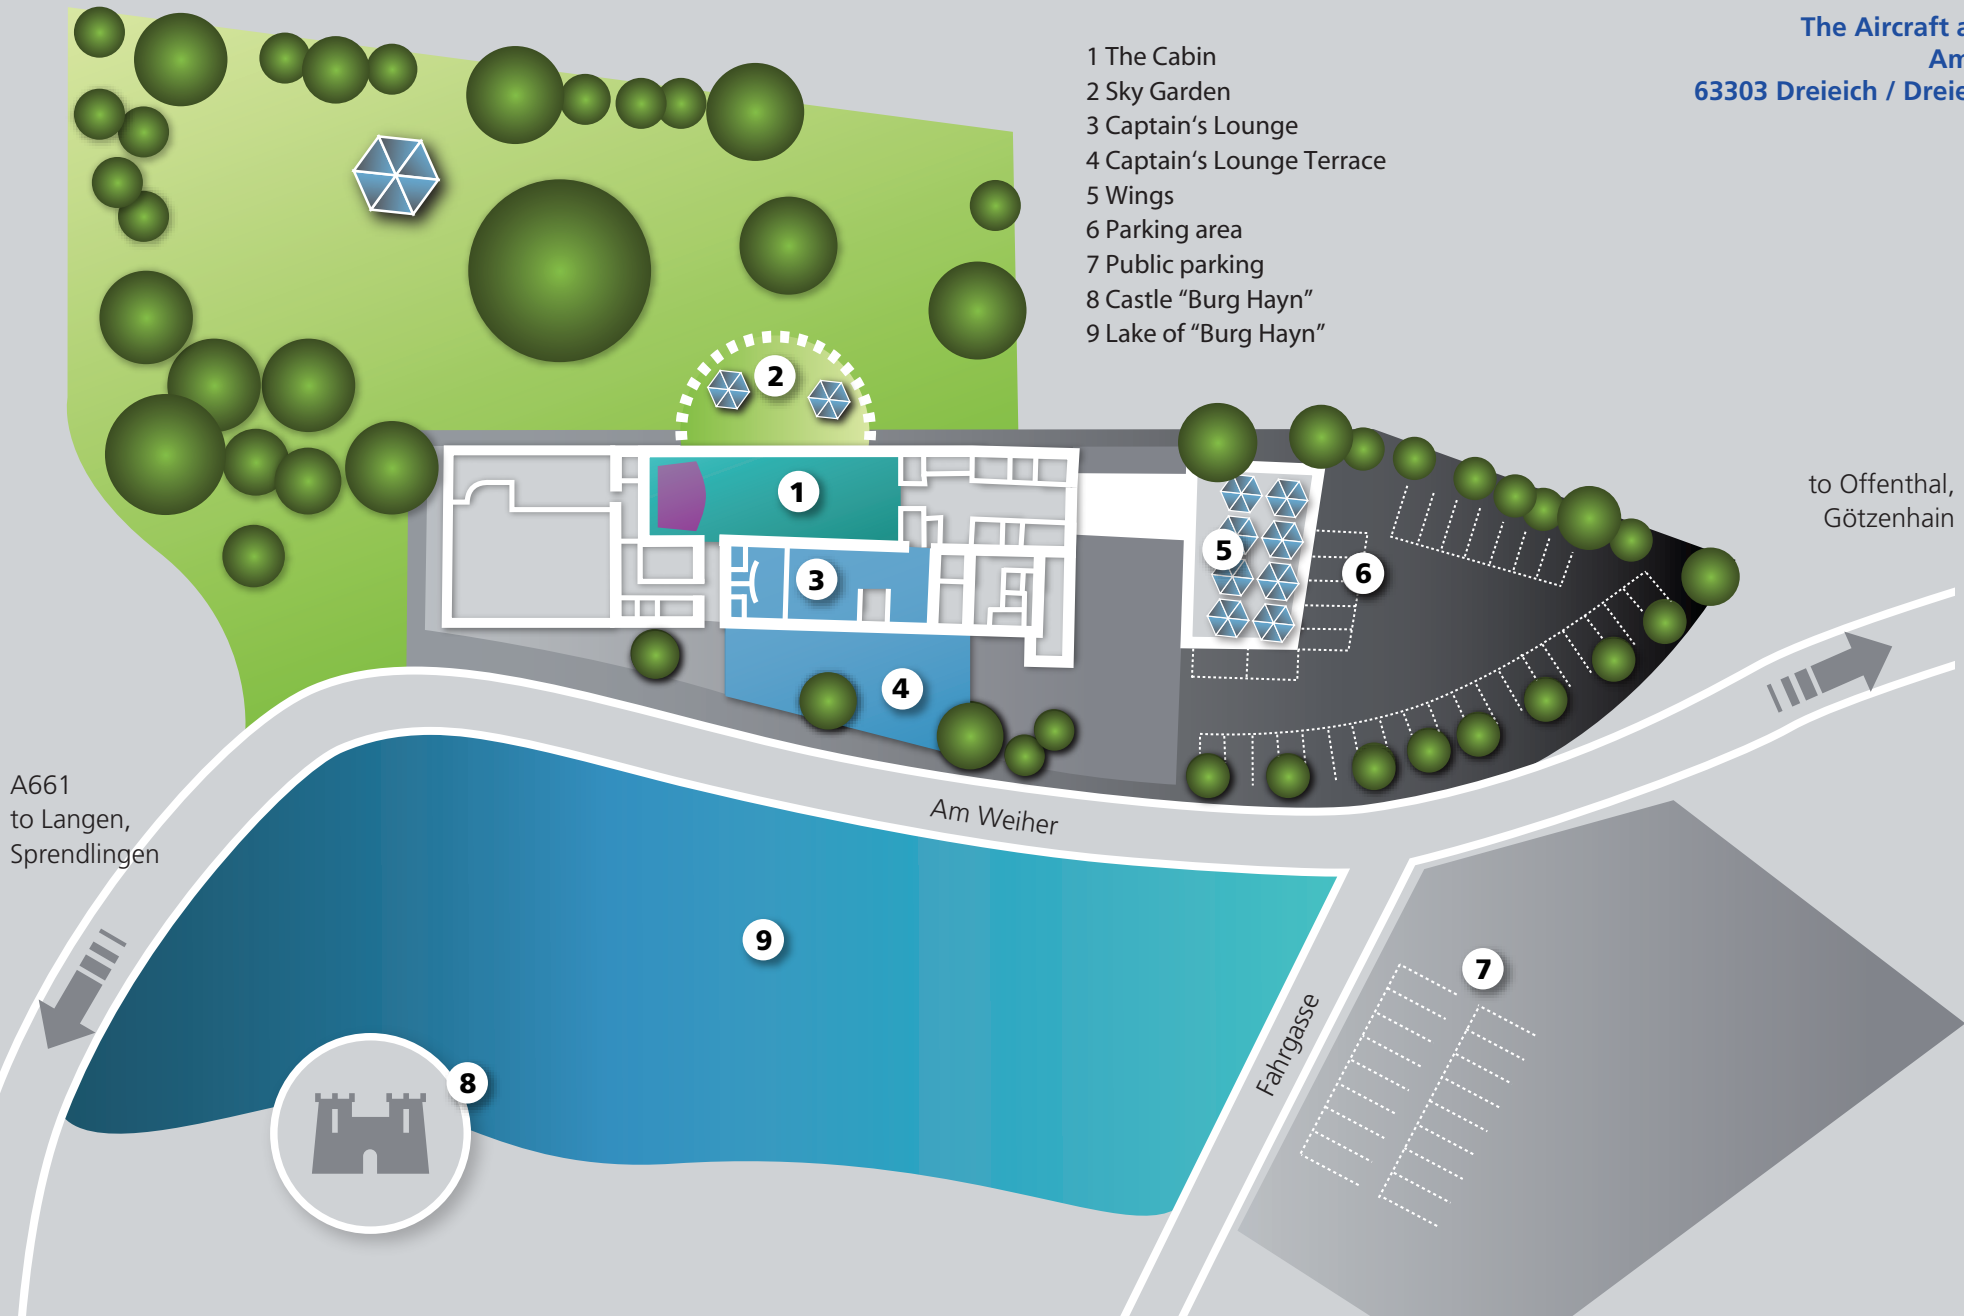 The Aircraft a
Am
63303 Dreieich / Dreie
1 The Cabin
2 Sky Garden
3 Captain‘s Lounge
4 Captain‘s Lounge Terrace
5 Wings
6 Parking area
7 Public parking
8 Castle “Burg Hayn”
9 Lake of “Burg Hayn”
2
1
3
5
6
4
to Offenthal,
Götzenhain
A661
to Langen,
Sprendlingen
Am Weiher
9
7
8
Fahrgasse